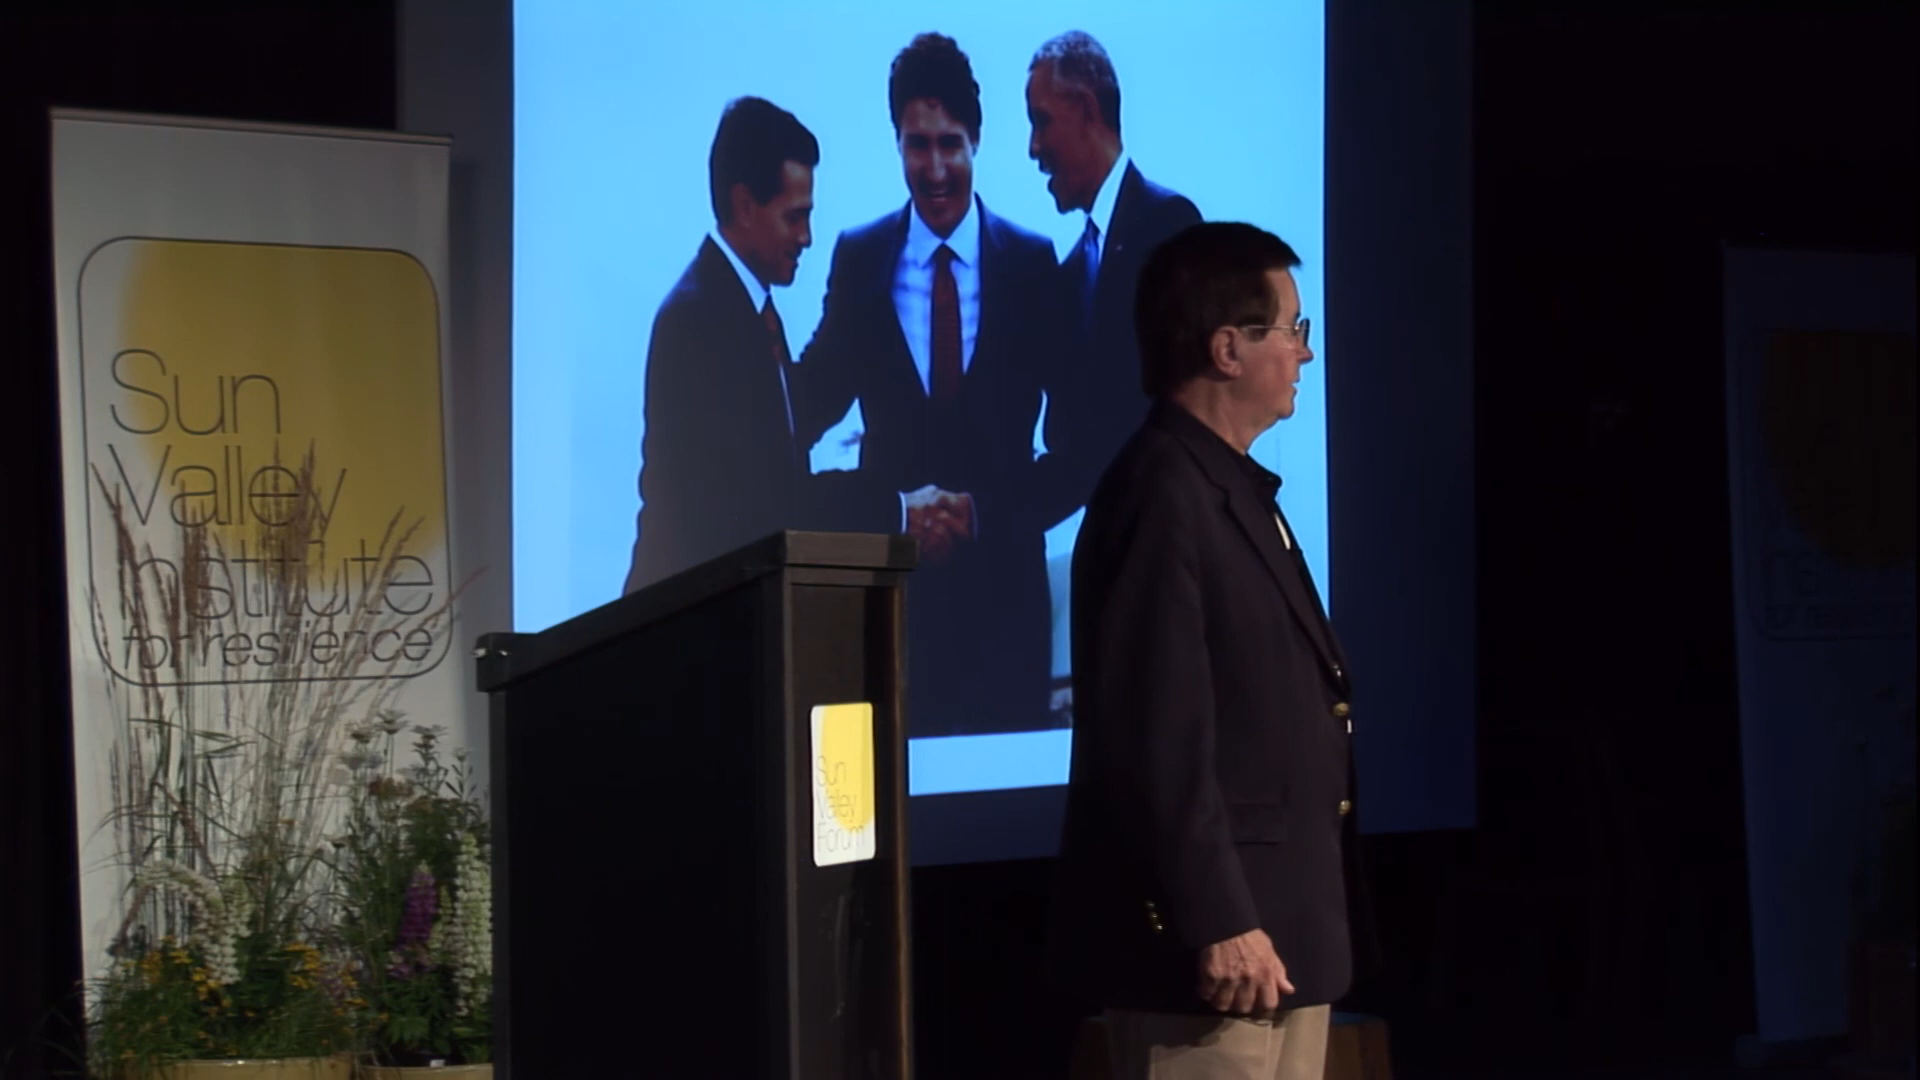 Sun
Valley
Institute
for resilience
Sun
Valley
Forum